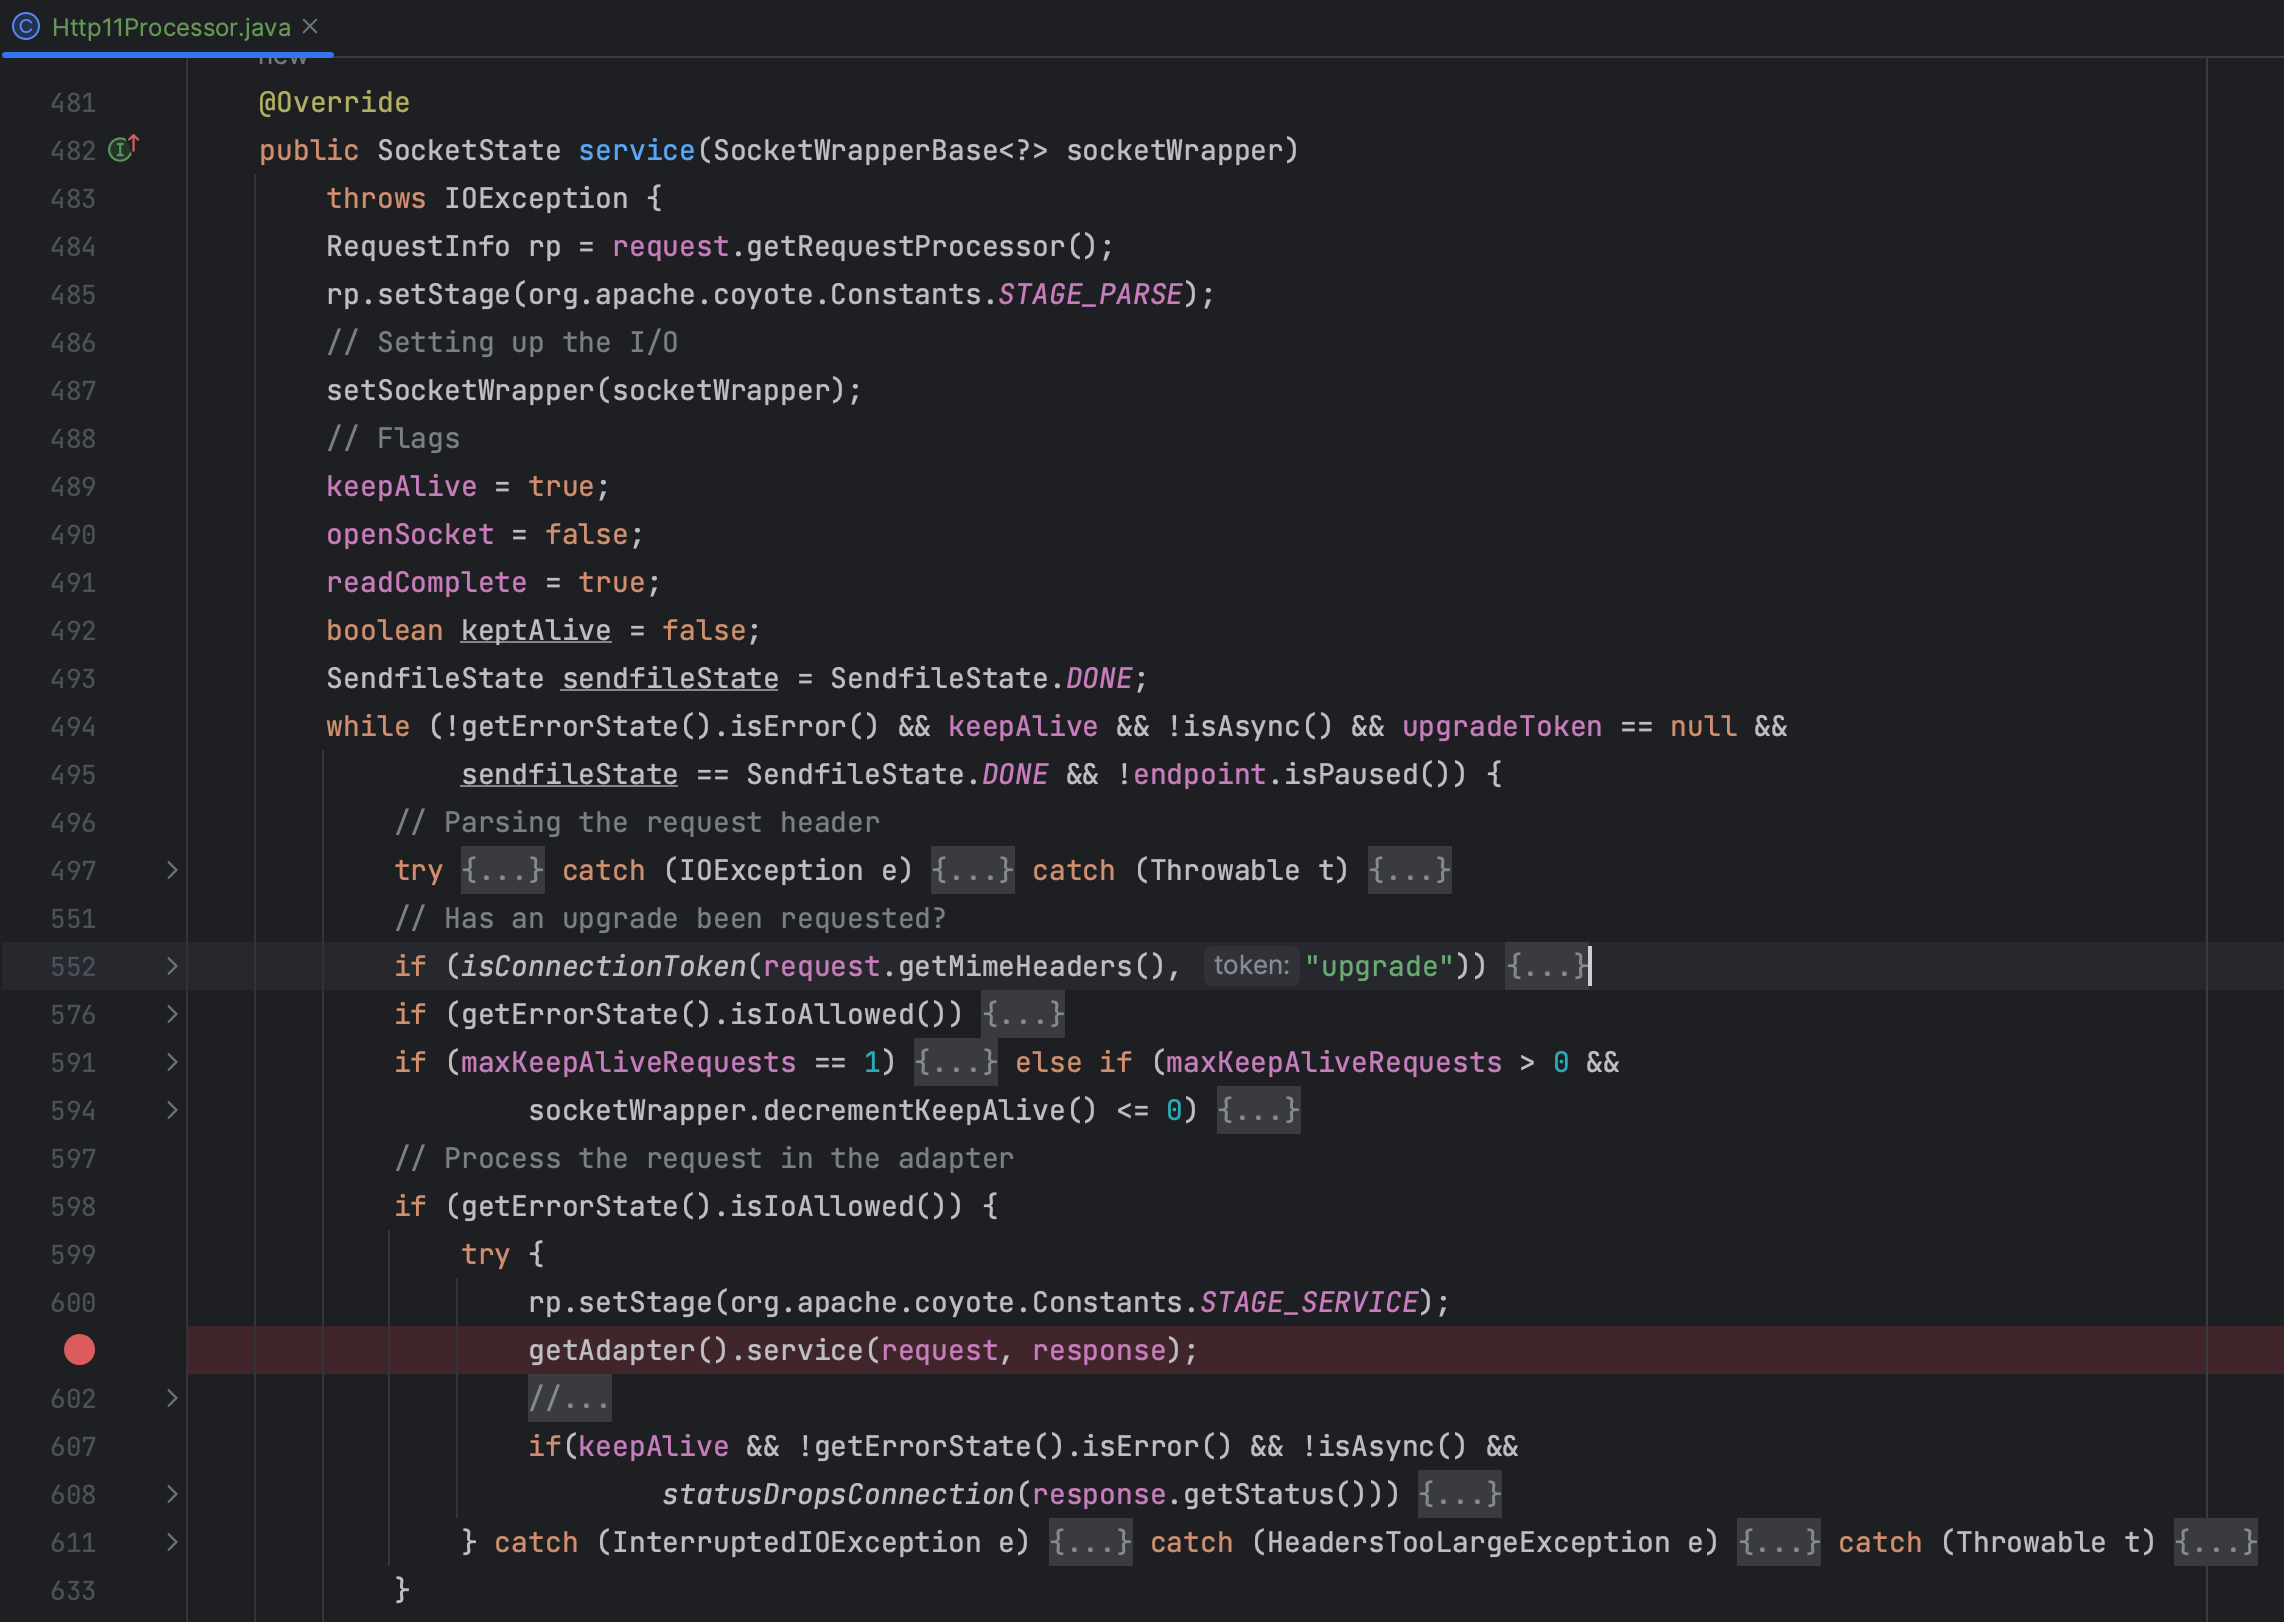 Http11Processor.java
new
481 @Override
482 public SocketState service(SocketWrapperBase<?> socketWrapper)
483 throws IOException {
484 RequestInfo rp = request.getRequestProcessor();
485 rp.setStage(org.apache.coyote.Constants.STAGE_PARSE);
486 // Setting up the I/O
487 setSocketWrapper(socketWrapper);
488 // Flags
489 keepAlive = true;
490 openSocket = false;
491 readComplete = true;
492 boolean keptAlive = false;
493 SendfileState sendfileState = SendfileState.DONE;
494 while (!getErrorState().isError() && keepAlive && !isAsync() && upgradeToken == null &&
495 sendfileState == SendfileState.DONE && !endpoint.isPaused()) {
496 // Parsing the request header
497 try {...} catch (IOException e) {...} catch (Throwable t) {...}
551 // Has an upgrade been requested?
552 if (isConnectionToken(request.getMimeHeaders(), token: "upgrade")) {...}
576 if (getErrorState().isIoAllowed()) {...}
591 if (maxKeepAliveRequests == 1) {...} else if (maxKeepAliveRequests > 0 &&
594 socketWrapper.decrementKeepAlive() <= 0) {...}
597 // Process the request in the adapter
598 if (getErrorState().isIoAllowed()) {
599 try {
600 rp.setStage(org.apache.coyote.Constants.STAGE_SERVICE);
getAdapter().service(request, response);
602 //...
607 if(keepAlive && !getErrorState().isError() && !isAsync() &&
608 statusDropsConnection(response.getStatus())) {...}
611 } catch (InterruptedIOException e) {...} catch (HeadersTooLargeException e) {...} catch (Throwable t) {...}
633 }